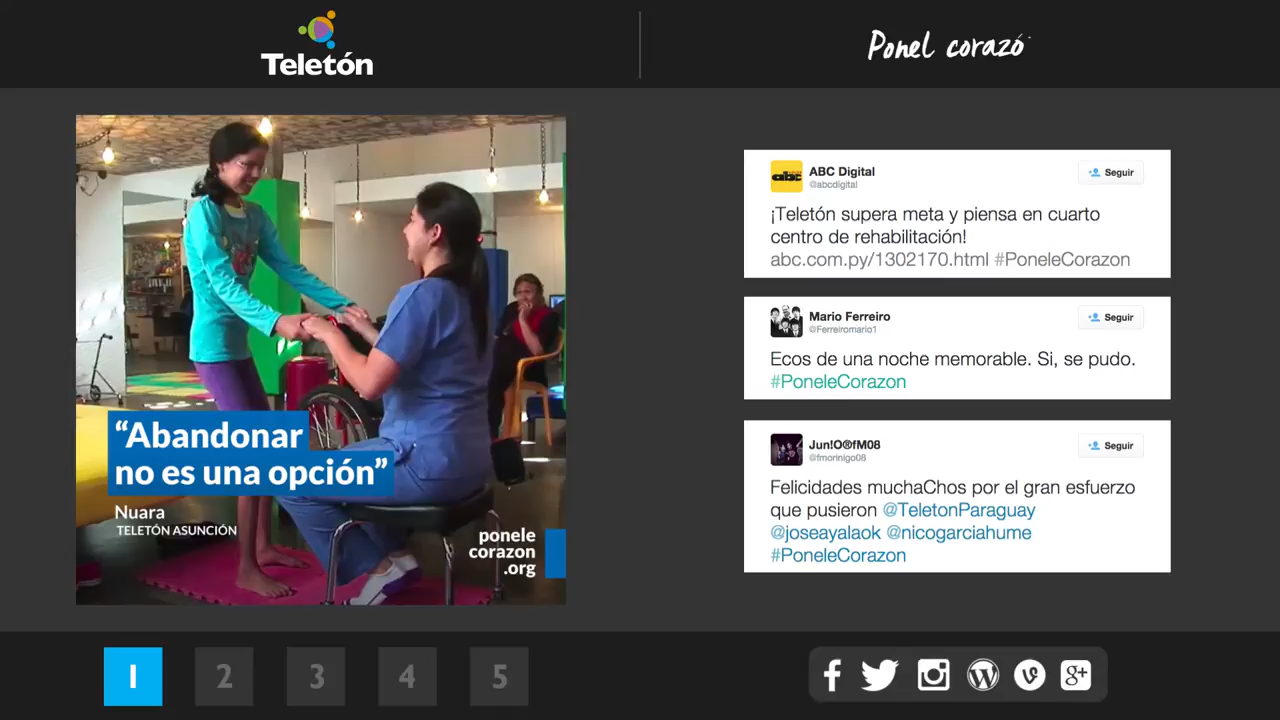 Teletón
Ponel corazó
"Abandonar
no es una opción"
Nuara
TELETÓN ASUNCIÓN
ponele
corazon
.org
ABC Digital
@abcdigital
Seguir
¡Teletón supera meta y piensa en cuarto
centro de rehabilitación!
abc.com.py/1302170.html #PoneleCorazon
Mario Ferreiro
@Ferreiromario1
Seguir
Ecos de una noche memorable. Si, se pudo.
#PoneleCorazon
Jun!O®fM08
@fmorinigo08
Seguir
Felicidades muchaChos por el gran esfuerzo
que pusieron @TeletonParaguay
@joseayalaok @nicogarciahume
#PoneleCorazon
1 2 3 4 5